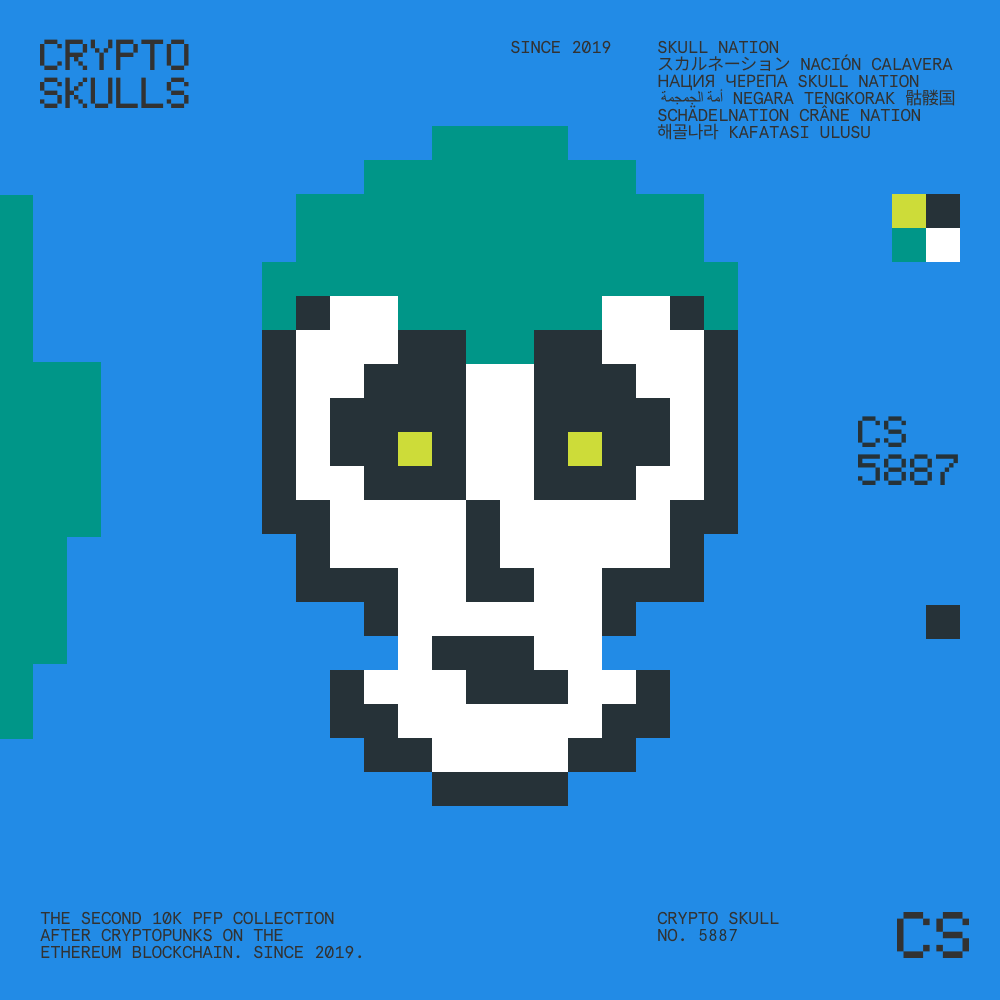 CRYPTO
SKULLS
SINCE 2019
SKULL NATION
スカルネーション NACIÓN CALAVERA
НАЦИЯ ЧЕРЕПА SKULL NATION
أمة الجمجمة NEGARA TENGKORAK 骷髅国
SCHÄDELNATION CRÂNE NATION
해골나라 KAFATASI ULUSU
CS
5887
THE SECOND 10K PFP COLLECTION
AFTER CRYPTOPUNKS ON THE
ETHEREUM BLOCKCHAIN. SINCE 2019.
CRYPTO SKULL
NO. 5887
CS